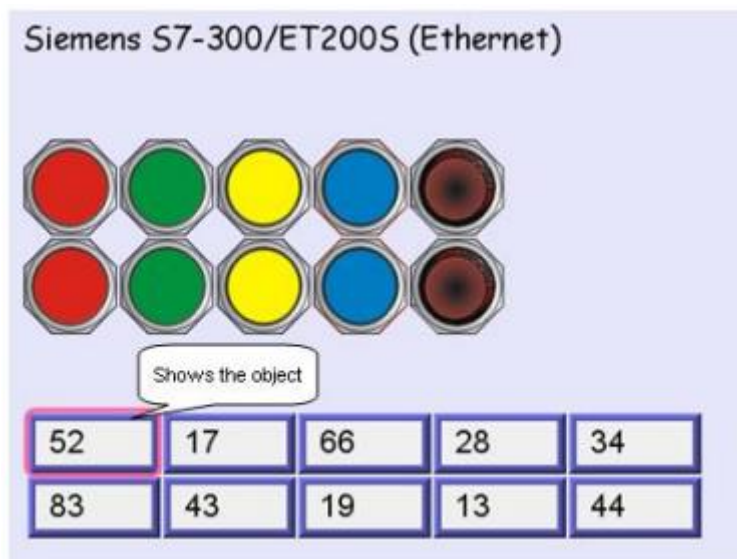 Siemens S7-300/ET200S (Ethernet)
Shows the object
52 17 66 28 34
83 43 19 13 44